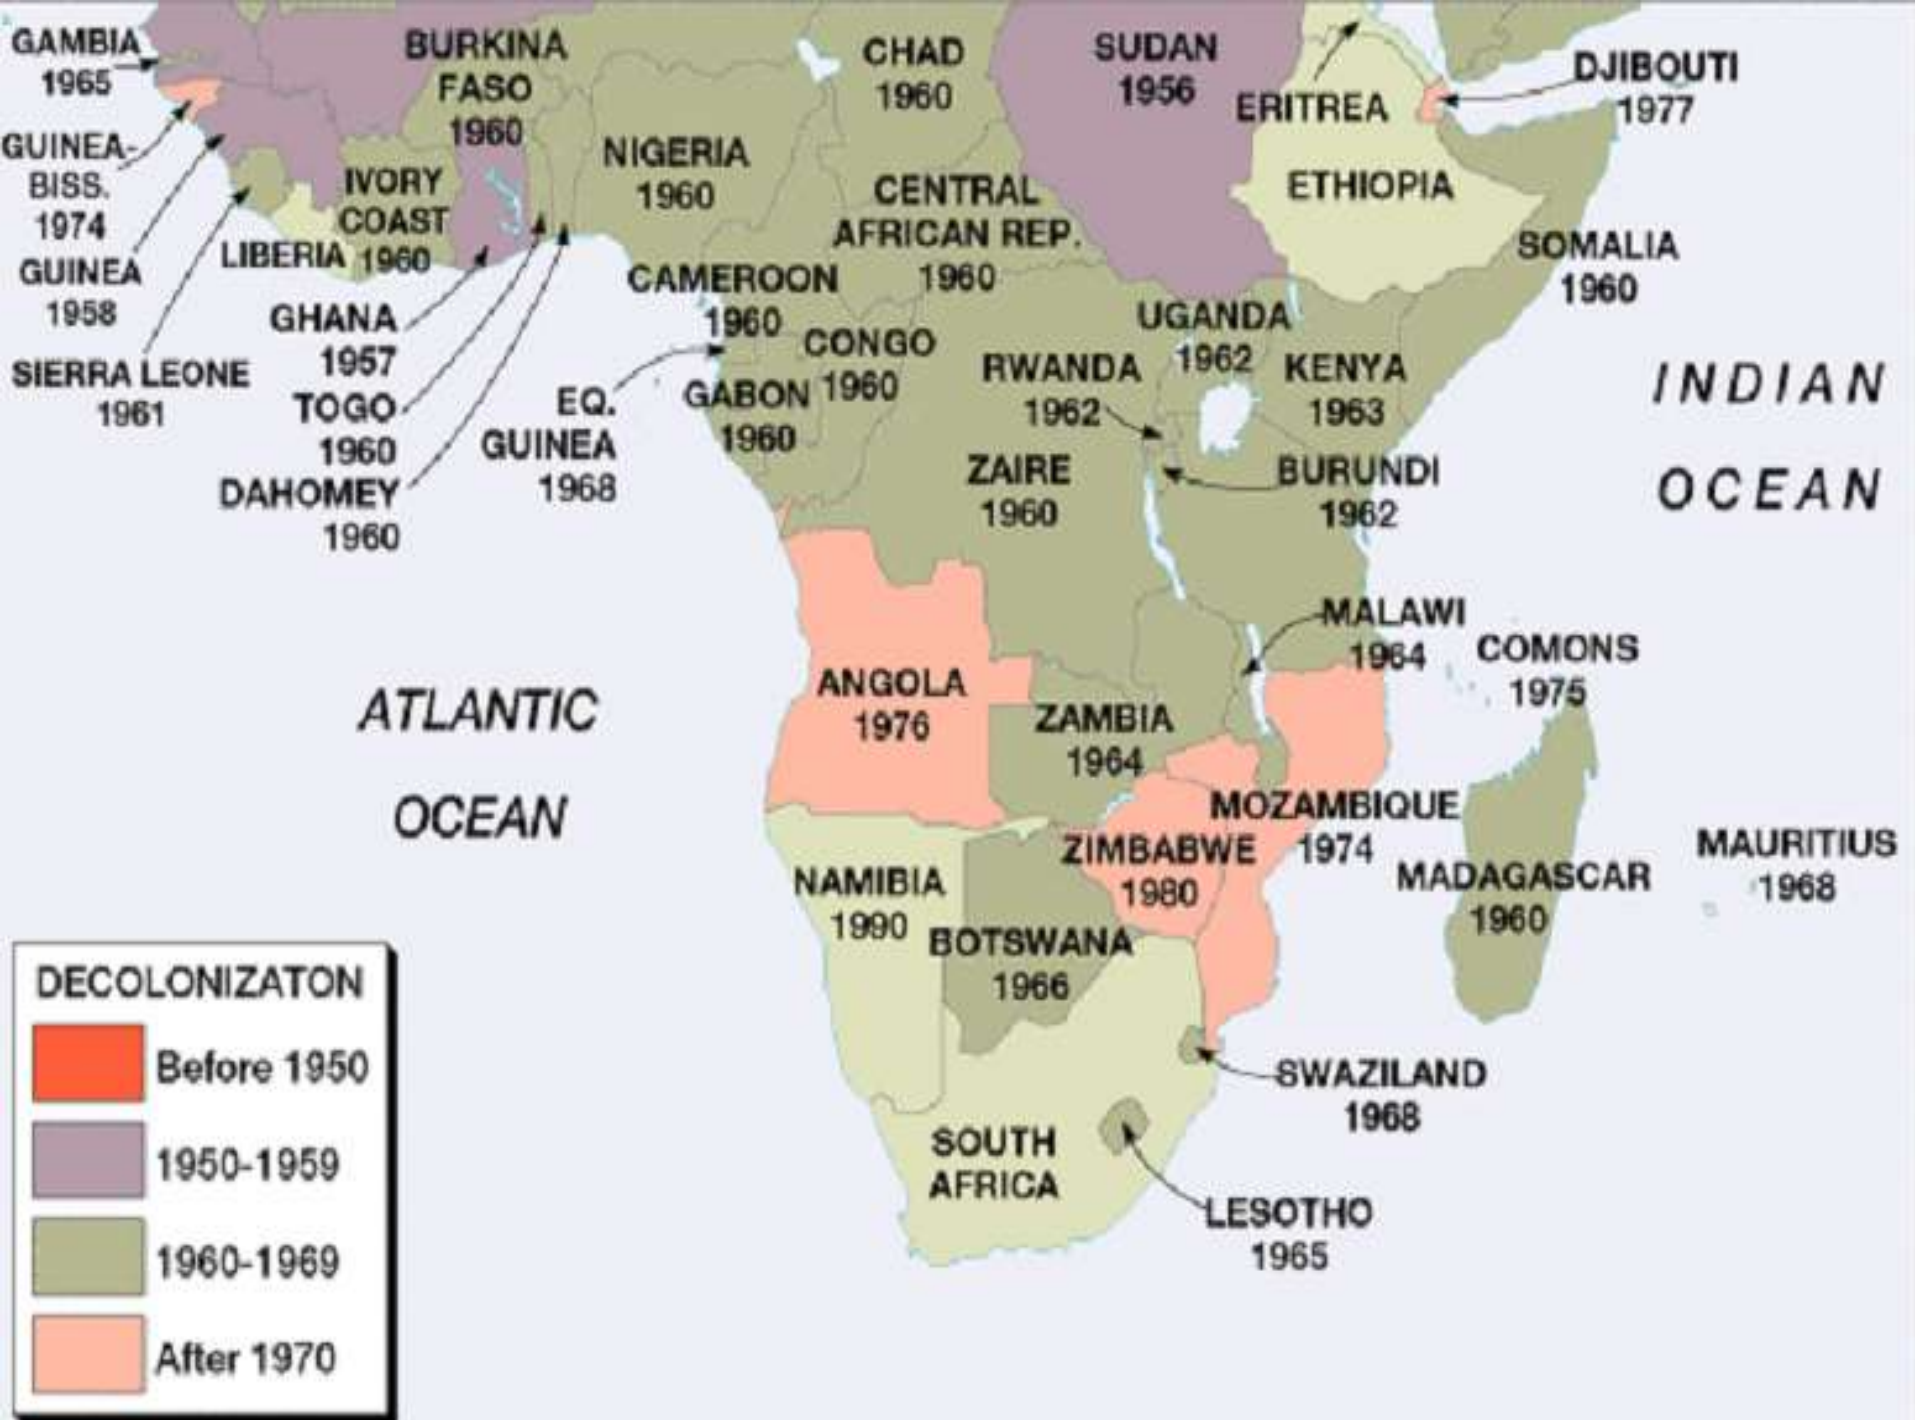 GAMBIA
1965
BURKINA
FASO
1960
CHAD
1960
SUDAN
1956
ERITREA
DJIBOUTI
1977
GUINEA-
BISS.
1974
GUINEA
1958
SIERRA LEONE
1961
LIBERIA
IVORY
COAST
1960
NIGERIA
1960
CENTRAL
AFRICAN REP.
1960
ETHIOPIA
SOMALIA
1960
GHANA
1957
TOGO
1960
DAHOMEY
1960
CAMEROON
1960
EQ.
GUINEA
1968
GABON
1960
CONGO
1960
UGANDA
1962
RWANDA
1962
KENYA
1963
ZAIRE
1960
BURUNDI
1962
INDIAN
OCEAN
MALAWI
1964
COMONS
1975
ATLANTIC
OCEAN
ANGOLA
1976
ZAMBIA
1964
MOZAMBIQUE
1974
ZIMBABWE
1980
MADAGASCAR
1960
MAURITIUS
1968
NAMIBIA
1990
BOTSWANA
1966
SWAZILAND
1968
SOUTH
AFRICA
LESOTHO
1965
DECOLONIZATON
Before 1950
1950-1959
1960-1969
After 1970